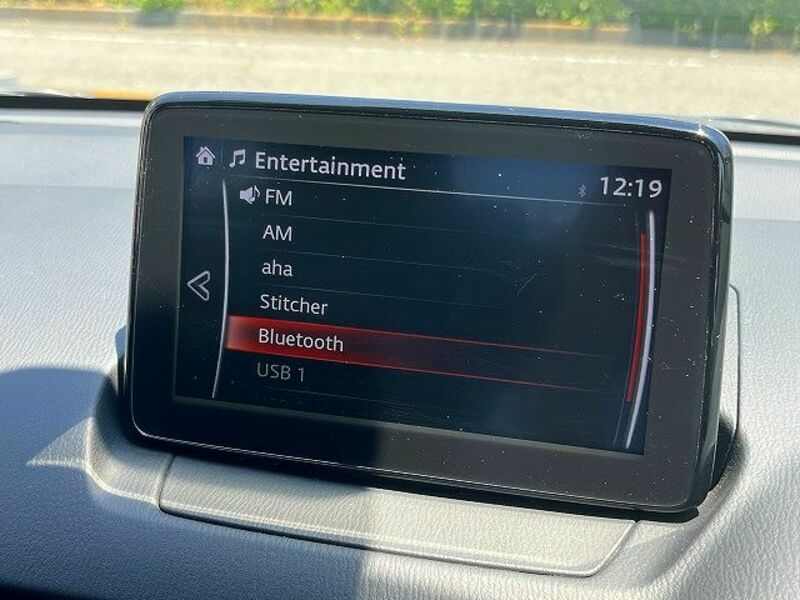 Entertainment
12:19
FM
AM
aha
Stitcher
Bluetooth
USB 1